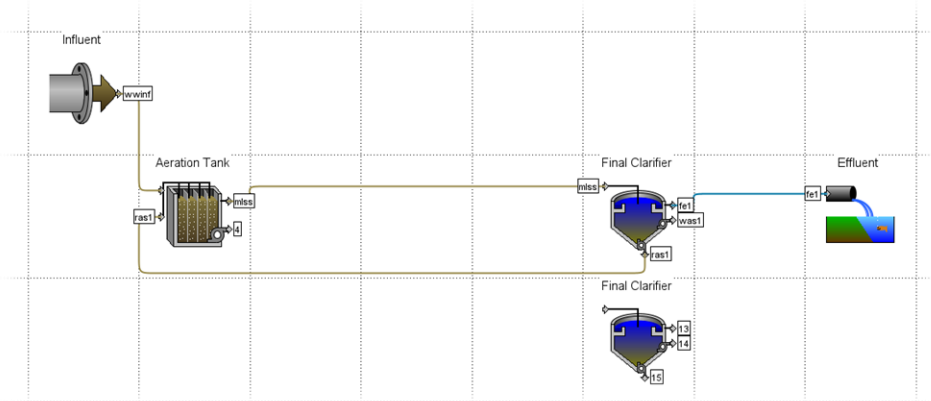 Influent
wwinf
Aeration Tank
Final Clarifier
Effluent
mlss
fe1
mlss
fe1
ras1
was1
4
ras1
Final Clarifier
13
14
15